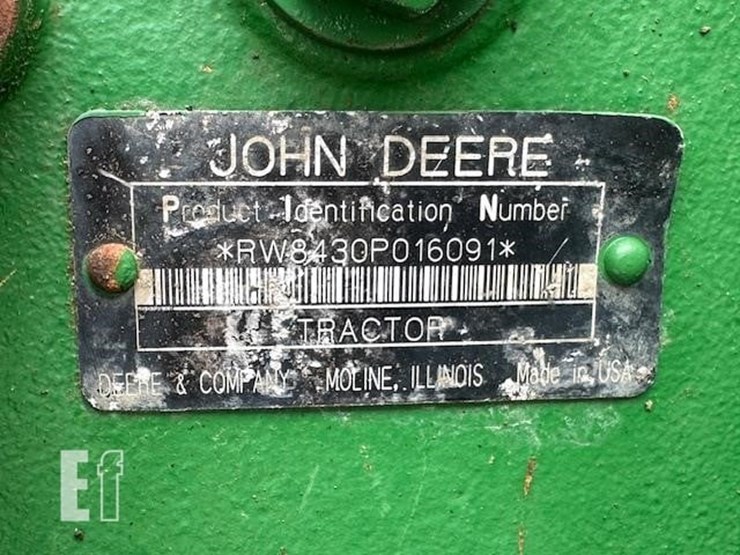 JOHN DEERE
Product Identification Number
*RW8430P016091*
TRACTOR
DEERE & COMPANY MOLINE, ILLINOIS Made in USA
Ef